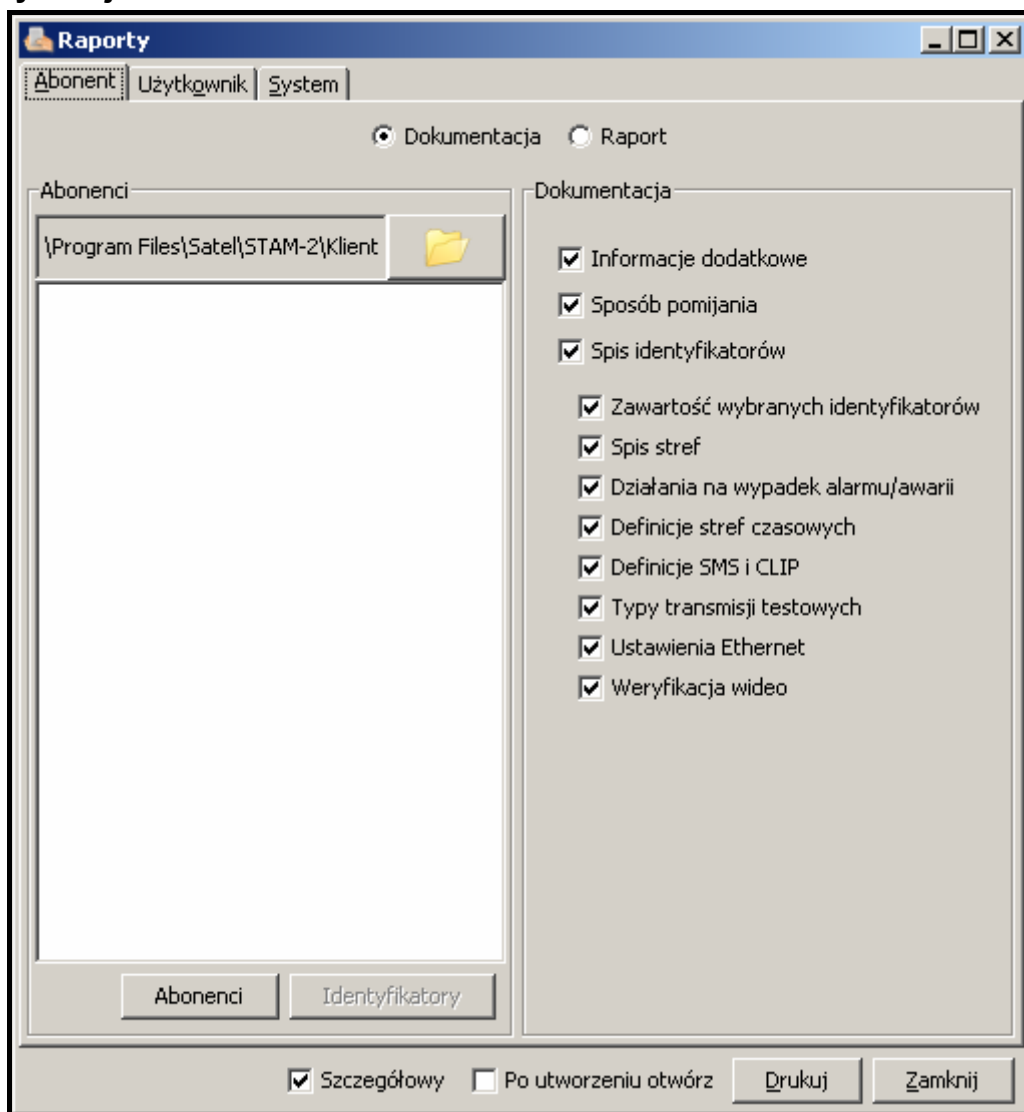 Raporty
Abonent Użytkownik System
Dokumentacja Raport
Abonenci
\Program Files\Satel\STAM-2\Klient
Abonenci Identyfikatory
Dokumentacja
Informacje dodatkowe
Sposób pomijania
Spis identyfikatorów
Zawartość wybranych identyfikatorów
Spis stref
Działania na wypadek alarmu/awarii
Definicje stref czasowych
Definicje SMS i CLIP
Typy transmisji testowych
Ustawienia Ethernet
Weryfikacja wideo
Szczegółowy Po utworzeniu otwórz Drukuj Zamknij